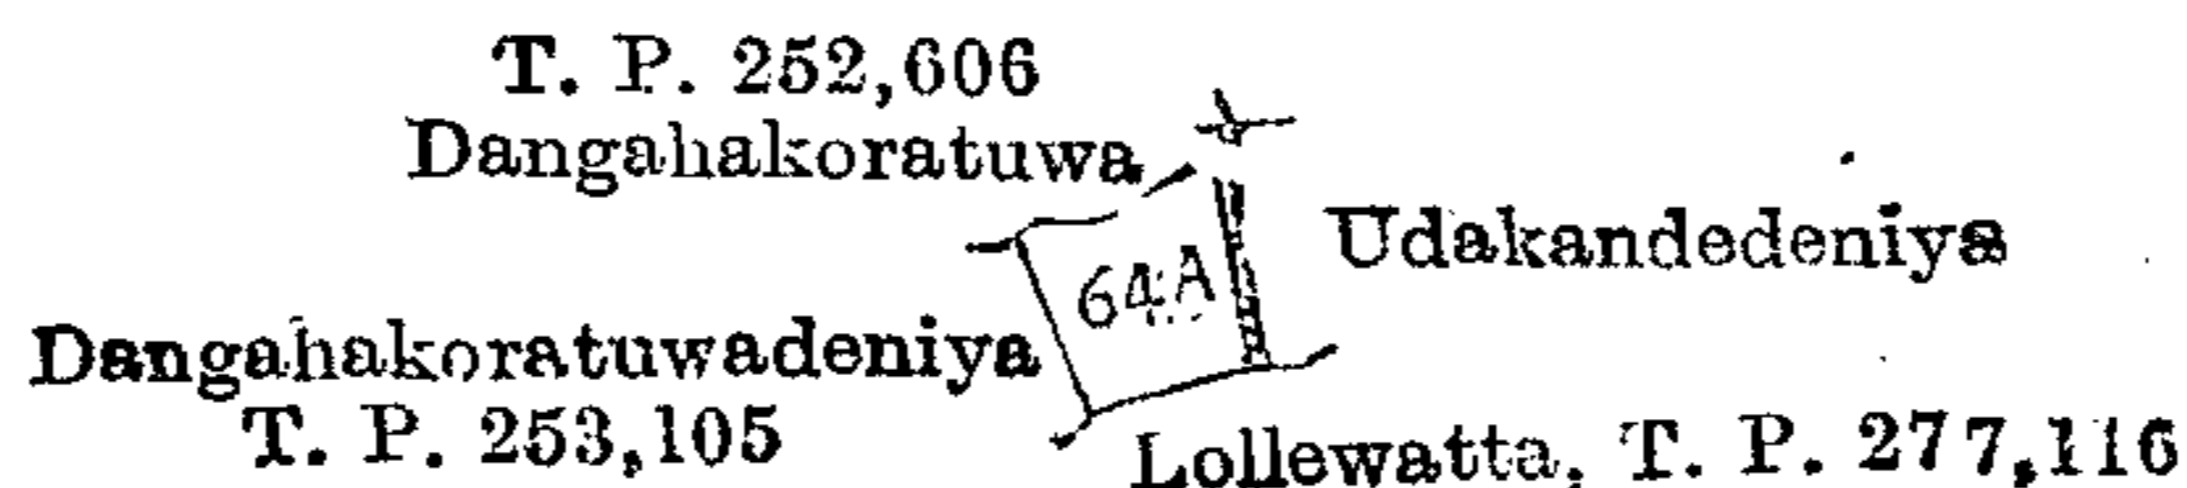 T. P. 252,606
Dangahakoratuwa
Udakandedeniya
64A
Dangahakoratuwadeniya
T. P. 253,105
Lollewatta, T. P. 277,116